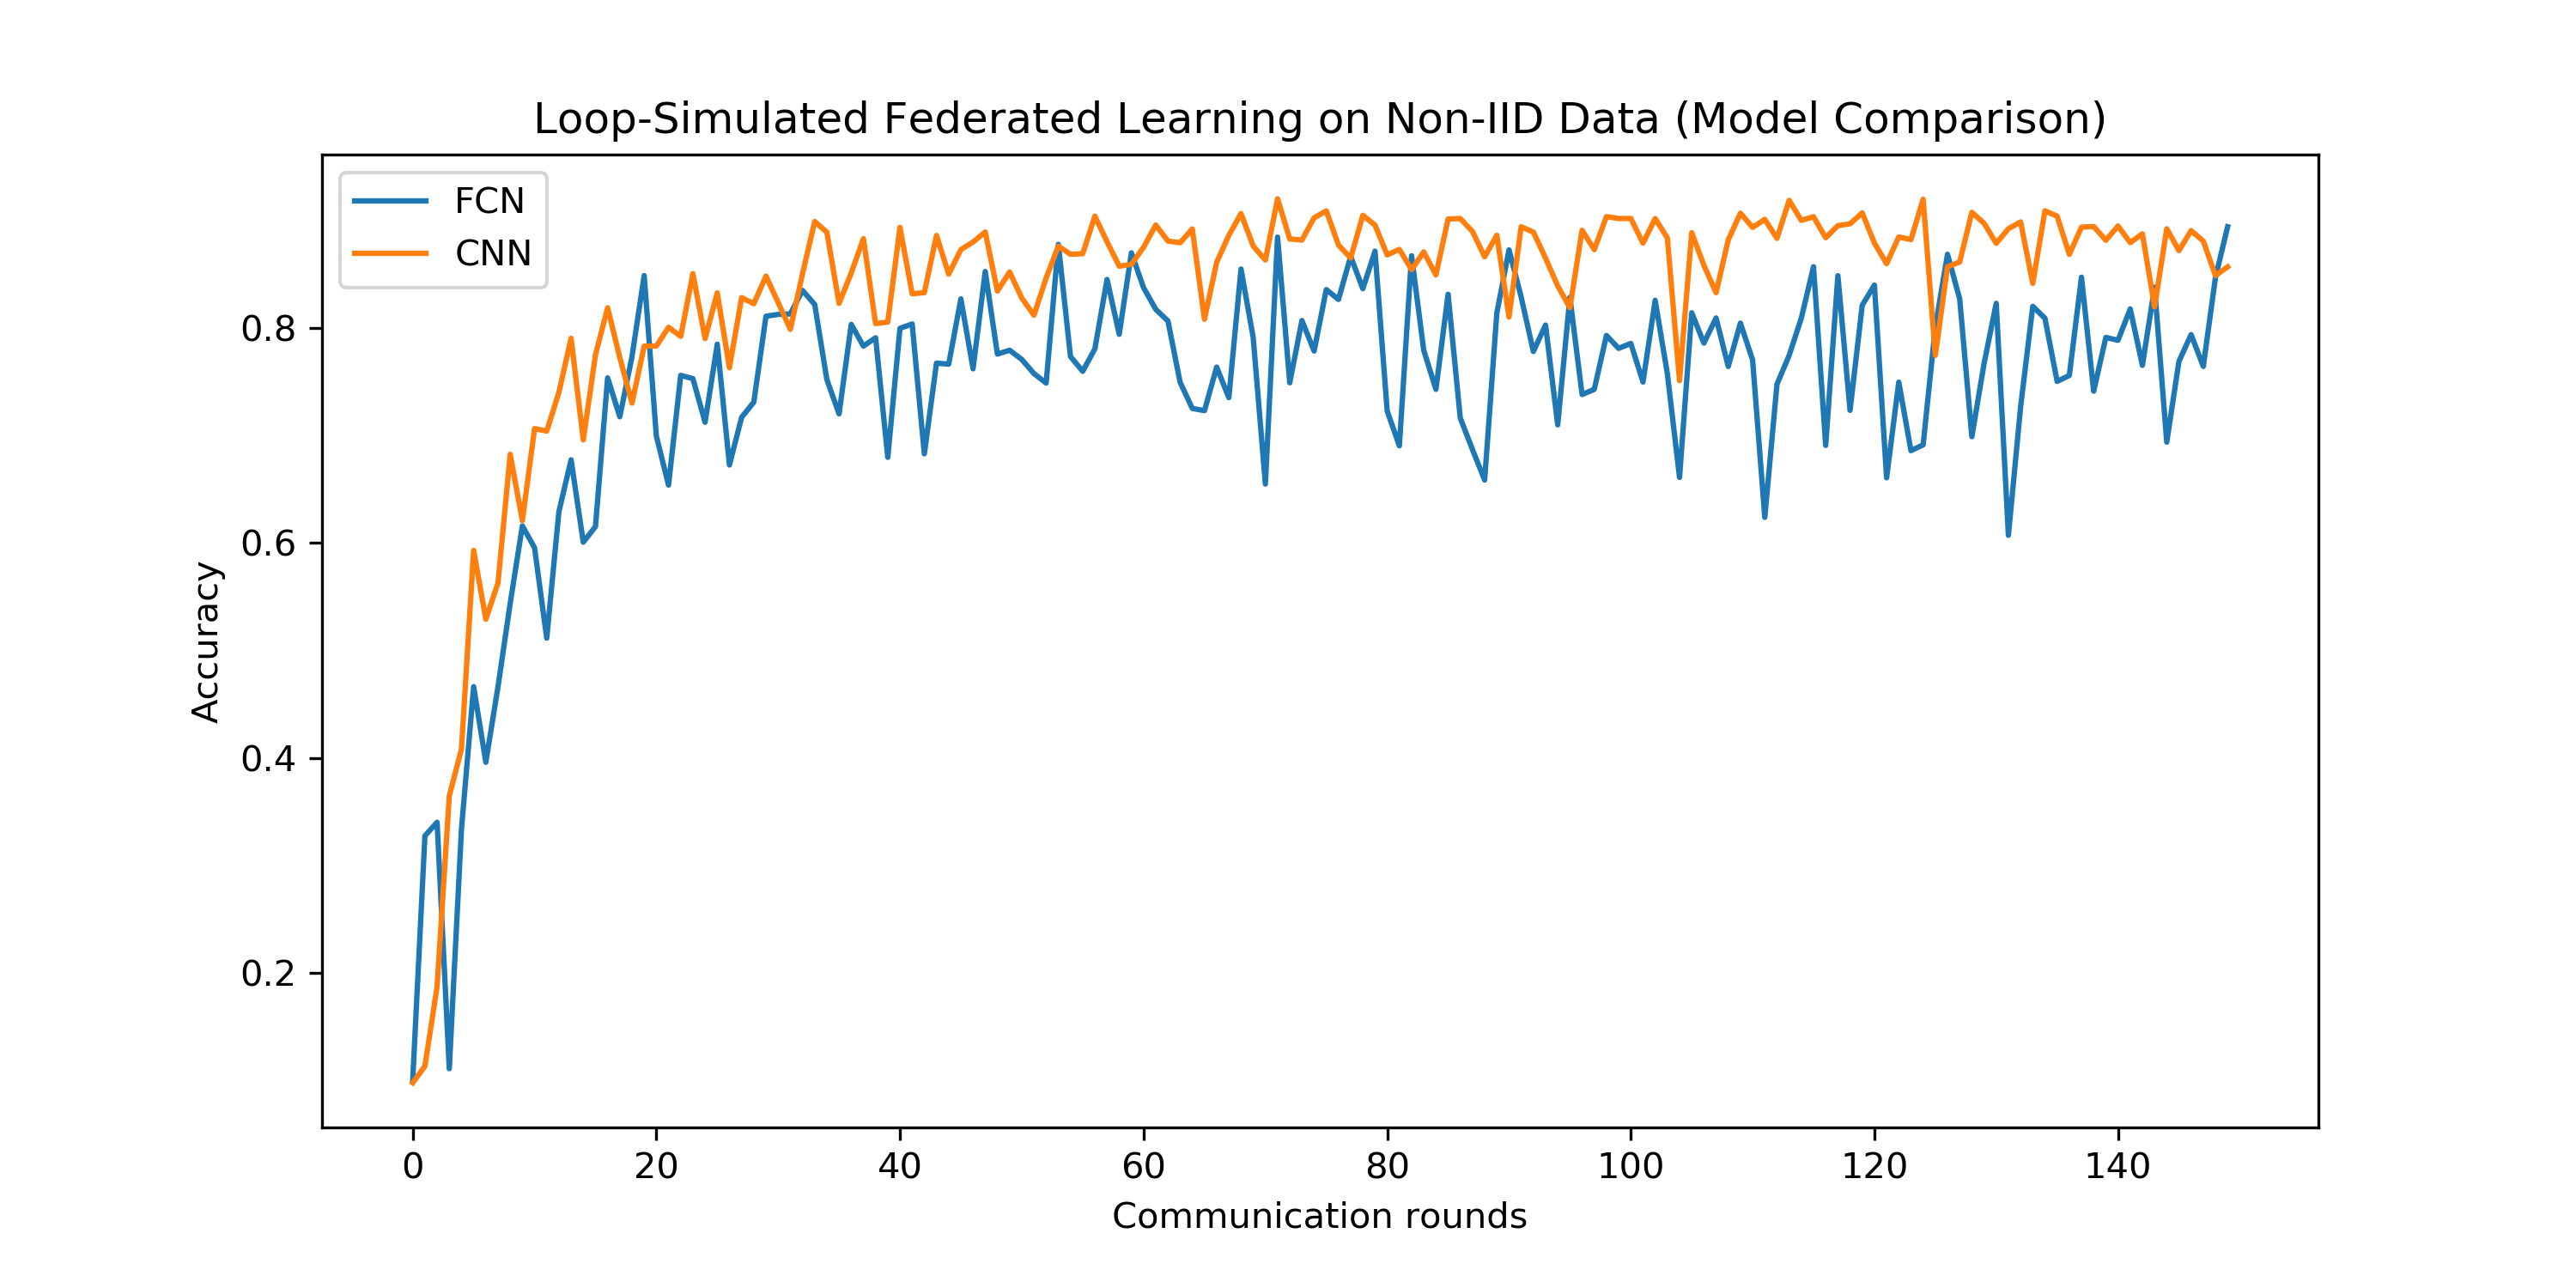 Loop-Simulated Federated Learning on Non-IID Data (Model Comparison)
FCN
CNN
0.8
0.6
0.4
0.2
Accuracy
0 20 40 60 80 100 120 140
Communication rounds